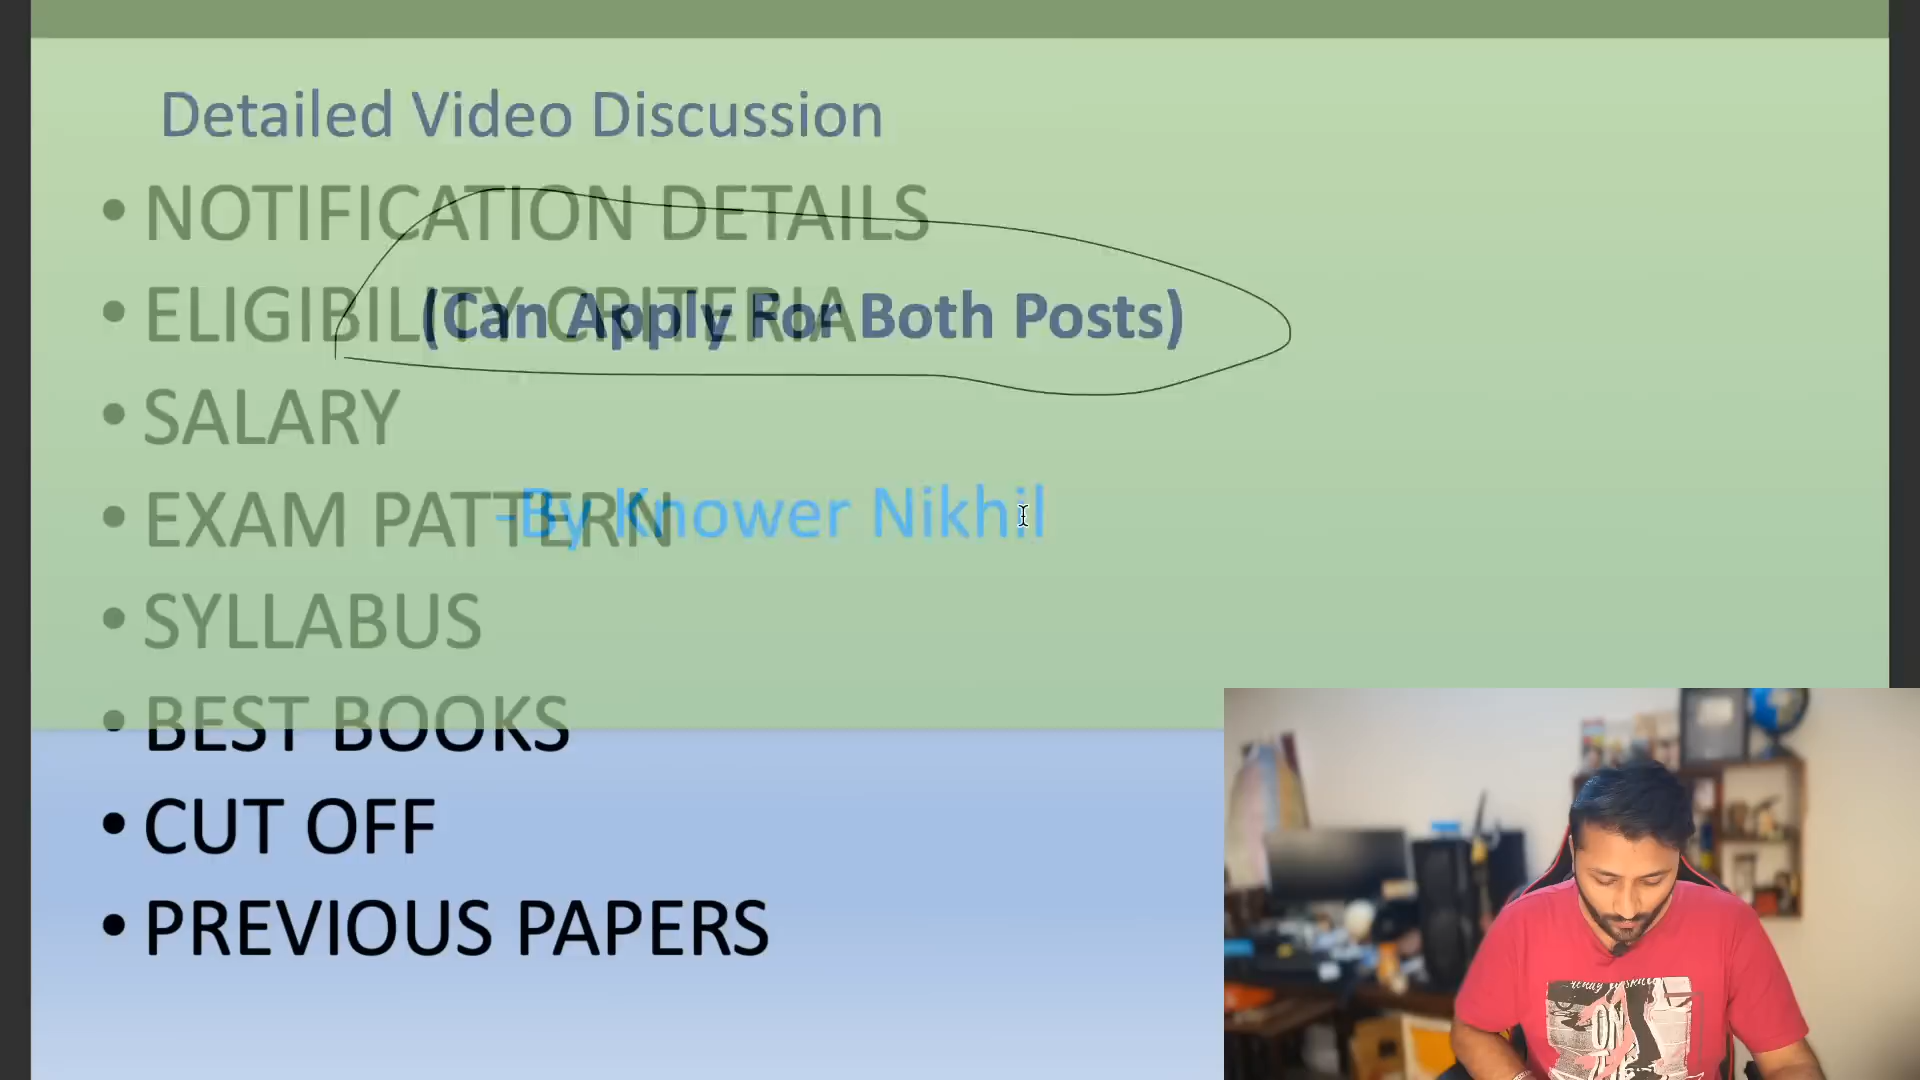 Detailed Video Discussion
• NOTIFICATION DETAILS
• ELIGIBILITY CRITERIA
(Can Apply For Both Posts)
• SALARY
• EXAM PATTERN
-By Knower Nikhil
• SYLLABUS
• BEST BOOKS
• CUT OFF
• PREVIOUS PAPERS
ON